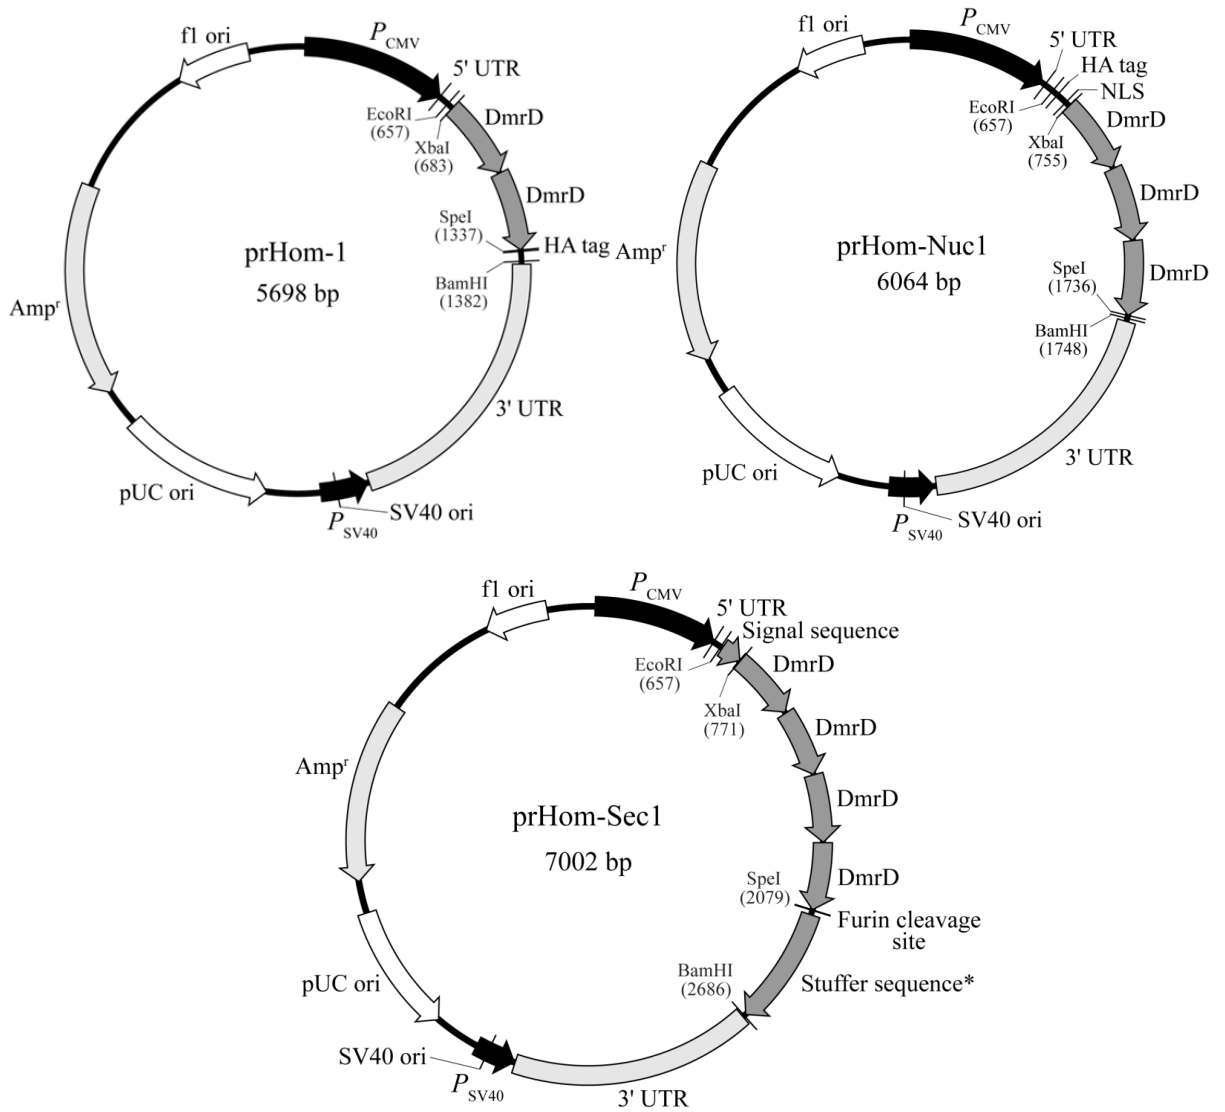 f1 ori
PCMV
5' UTR
EcoRI
(657)
XbaI
(683)
DmrD
DmrD
SpeI
(1337)
HA tag
BamHI
(1382)
prHom-1
5698 bp
Ampr
3' UTR
pUC ori
SV40 ori
PSV40
f1 ori
PCMV
5' UTR
HA tag
NLS
EcoRI
(657)
XbaI
(755)
DmrD
DmrD
DmrD
SpeI
(1736)
BamHI
(1748)
prHom-Nuc1
6064 bp
Ampr
3' UTR
pUC ori
SV40 ori
PSV40
f1 ori
PCMV
5' UTR
Signal sequence
EcoRI
(657)
XbaI
(771)
DmrD
DmrD
DmrD
DmrD
SpeI
(2079)
Furin cleavage
site
BamHI
(2686)
Stuffer sequence*
prHom-Sec1
7002 bp
Ampr
pUC ori
SV40 ori
PSV40
3' UTR